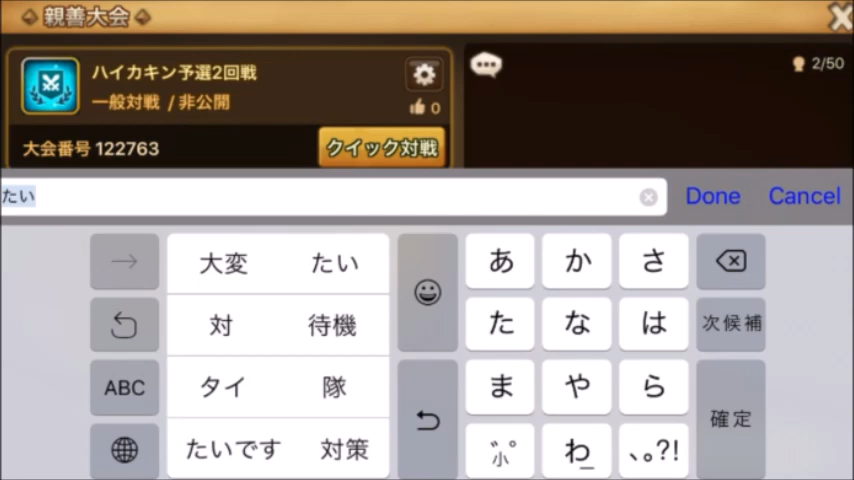 親善大会
ハイカキン予選2回戦
一般対戦 / 非公開
0
2/50
大会番号 122763
クイック対戦
たい
Done
Cancel
→
大変
たい
あ
か
さ
対
待機
た
な
は
次候補
ABC
タイ
隊
ま
や
ら
確定
たいです
対策
゛゜小
わ_
､｡?!